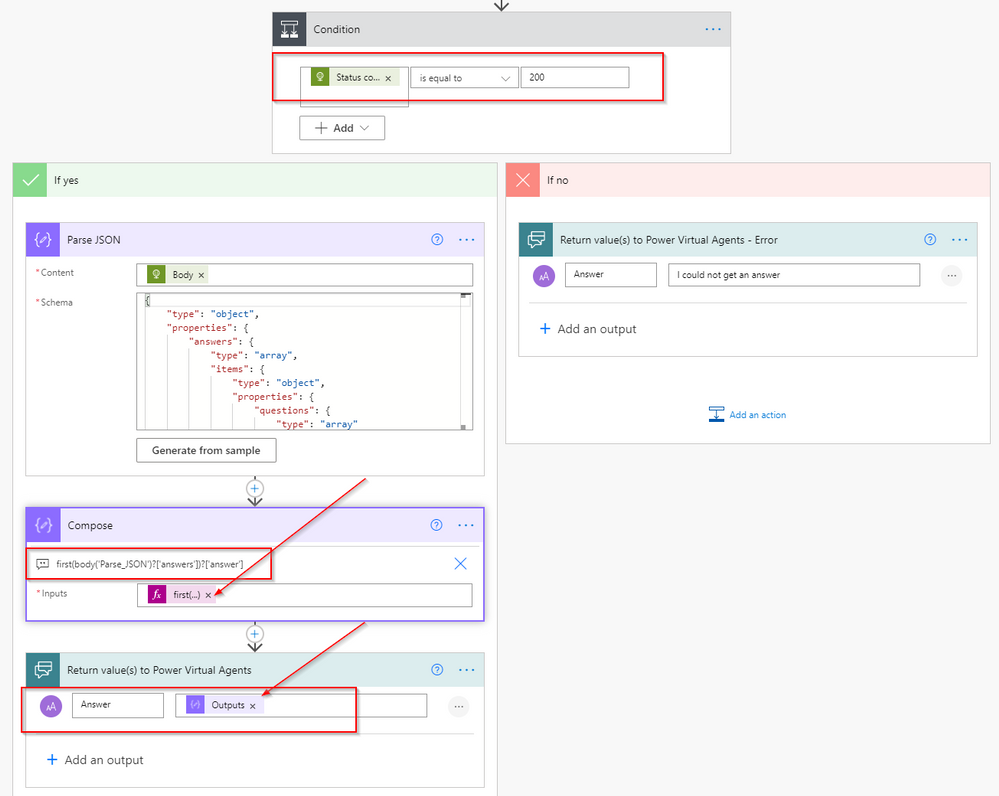 Condition
Status co... ×
is equal to
200
Add
If yes
Parse JSON
*Content
Body ×
*Schema
{
"type": "object",
"properties": {
"answers": {
"type": "array",
"items": {
"type": "object",
"properties": {
"questions": {
"type": "array"
Generate from sample
Compose
first(body('Parse_JSON')?['answers'])?['answer']
*Inputs
fx first(...) ×
Return value(s) to Power Virtual Agents
AA Answer
Outputs ×
+ Add an output
If no
Return value(s) to Power Virtual Agents - Error
AA Answer
I could not get an answer
+ Add an output
Add an action